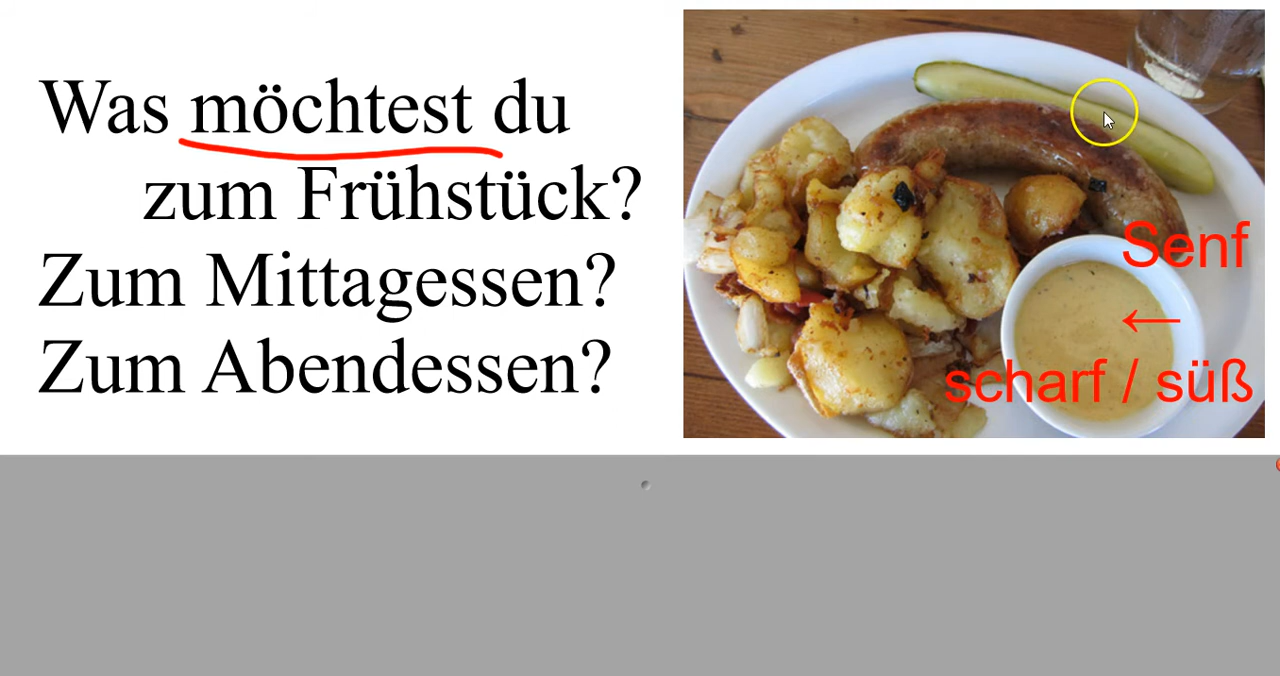 Was möchtest du
zum Frühstück?
Zum Mittagessen?
Zum Abendessen?
Senf
←
scharf / süß